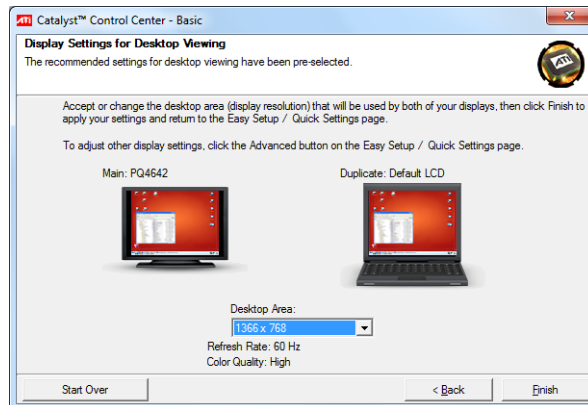 ATI Catalyst™ Control Center - Basic
Display Settings for Desktop Viewing
The recommended settings for desktop viewing have been pre-selected.
ATI
Accept or change the desktop area (display resolution) that will be used by both of your displays, then click Finish to
apply your settings and return to the Easy Setup / Quick Settings page.
To adjust other display settings, click the Advanced button on the Easy Setup / Quick Settings page.
Main: PQ4642
Duplicate: Default LCD
Desktop Area:
1366 x 768
Refresh Rate: 60 Hz
Color Quality: High
Start Over
< Back
Finish